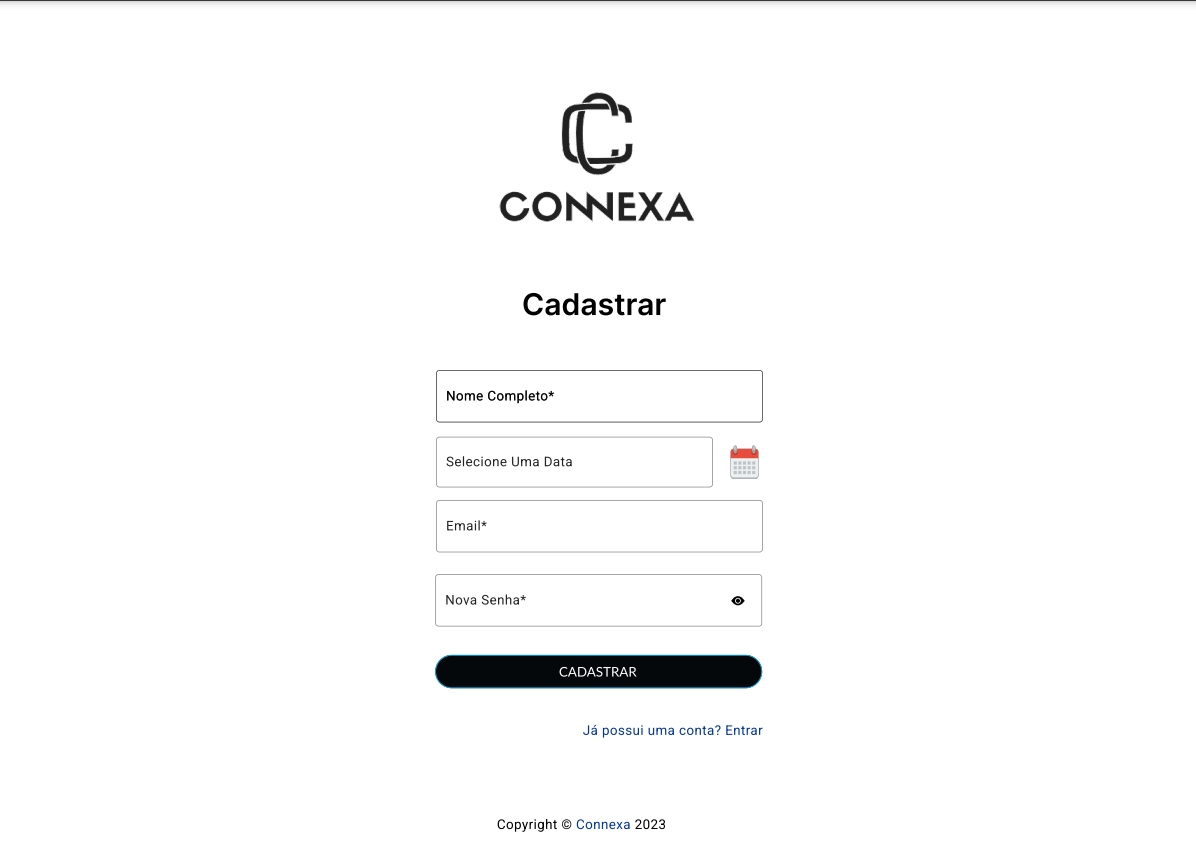 CONNEXA
Cadastrar
Nome Completo*
Selecione Uma Data
Email*
Nova Senha*
CADASTRAR
Já possui uma conta? Entrar
Copyright © Connexa 2023